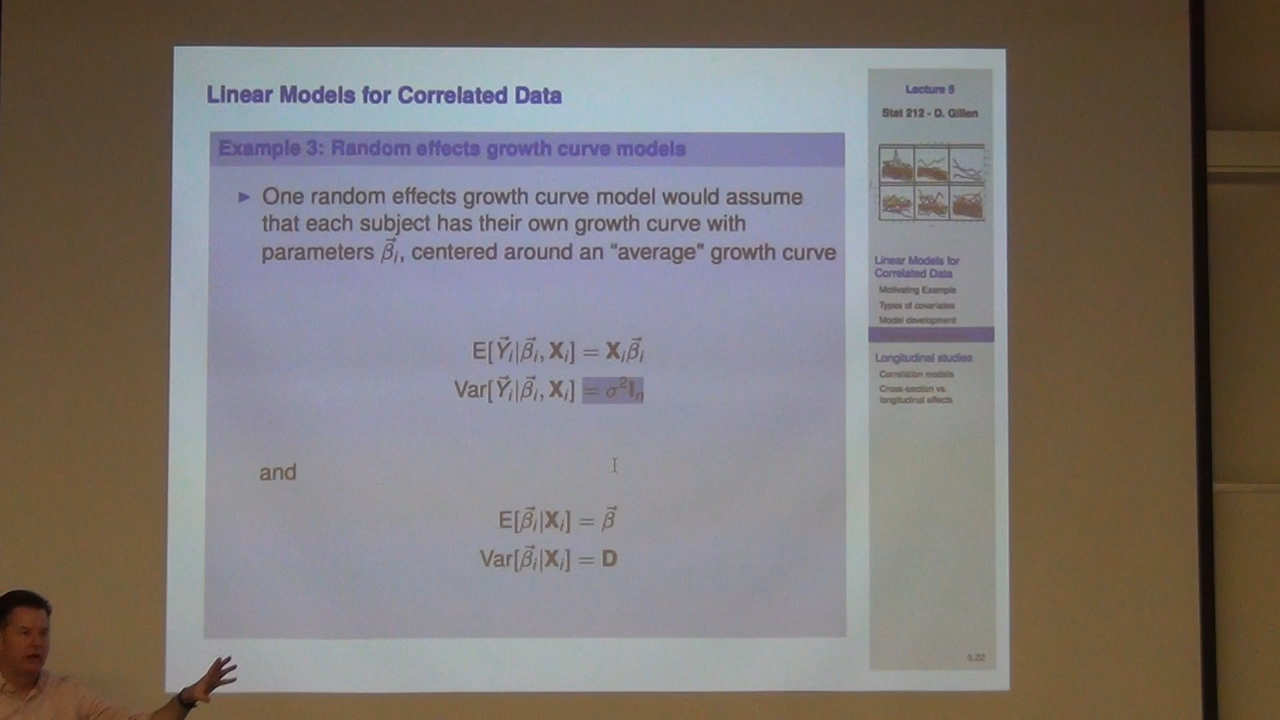 Linear Models for Correlated Data
Example 3: Random effects growth curve models
► One random effects growth curve model would assume
that each subject has their own growth curve with
parameters β⃗ᵢ, centered around an “average” growth curve
E[Y⃗ᵢ|β⃗ᵢ, Xᵢ] = Xᵢβ⃗ᵢ
Var[Y⃗ᵢ|β⃗ᵢ, Xᵢ] = σ²Iₙ
and
E[β⃗ᵢ|Xᵢ] = β⃗
Var[β⃗ᵢ|Xᵢ] = D
Lecture 5
Stat 212 - D. Gillen
Linear Models for
Correlated Data
Motivating Example
Types of covariates
Model development
Longitudinal studies
Correlation models
Cross-section vs.
longitudinal effects
5.22